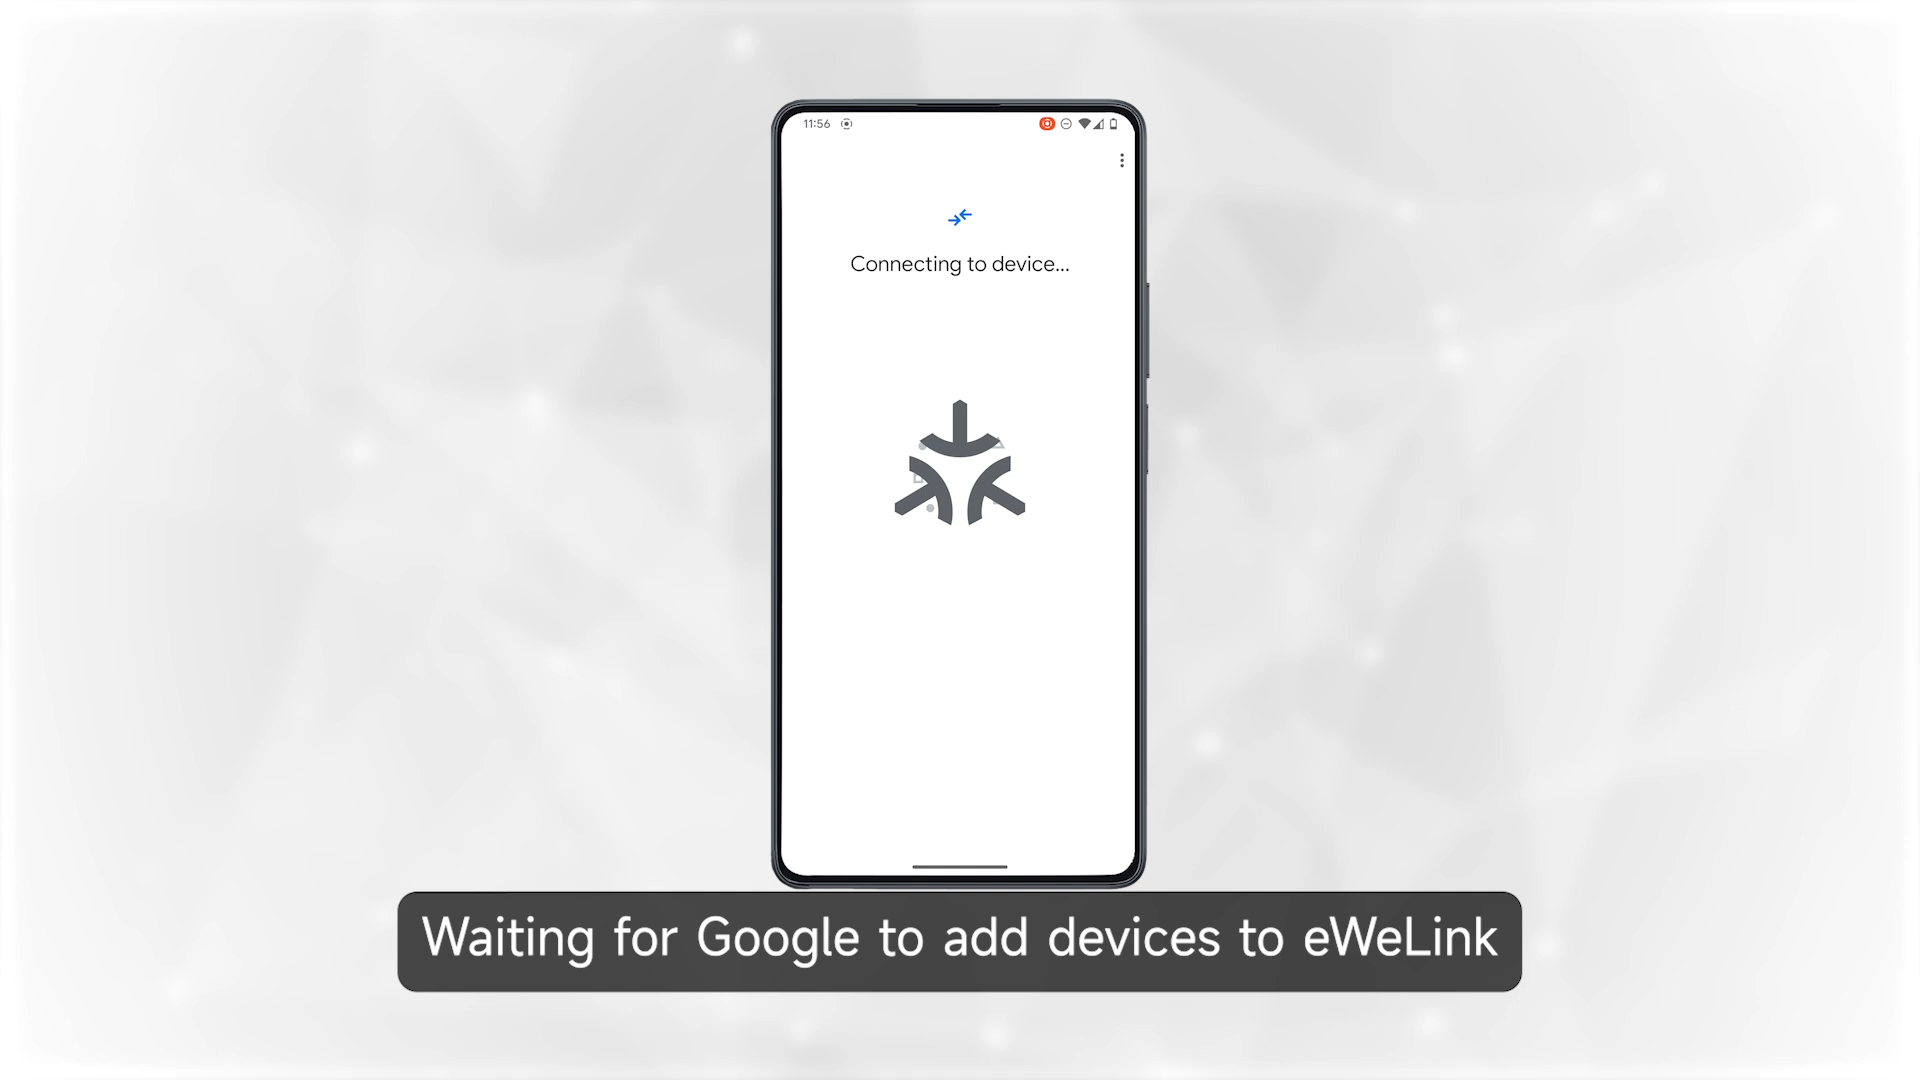 11:56
Connecting to device...
Waiting for Google to add devices to eWeLink